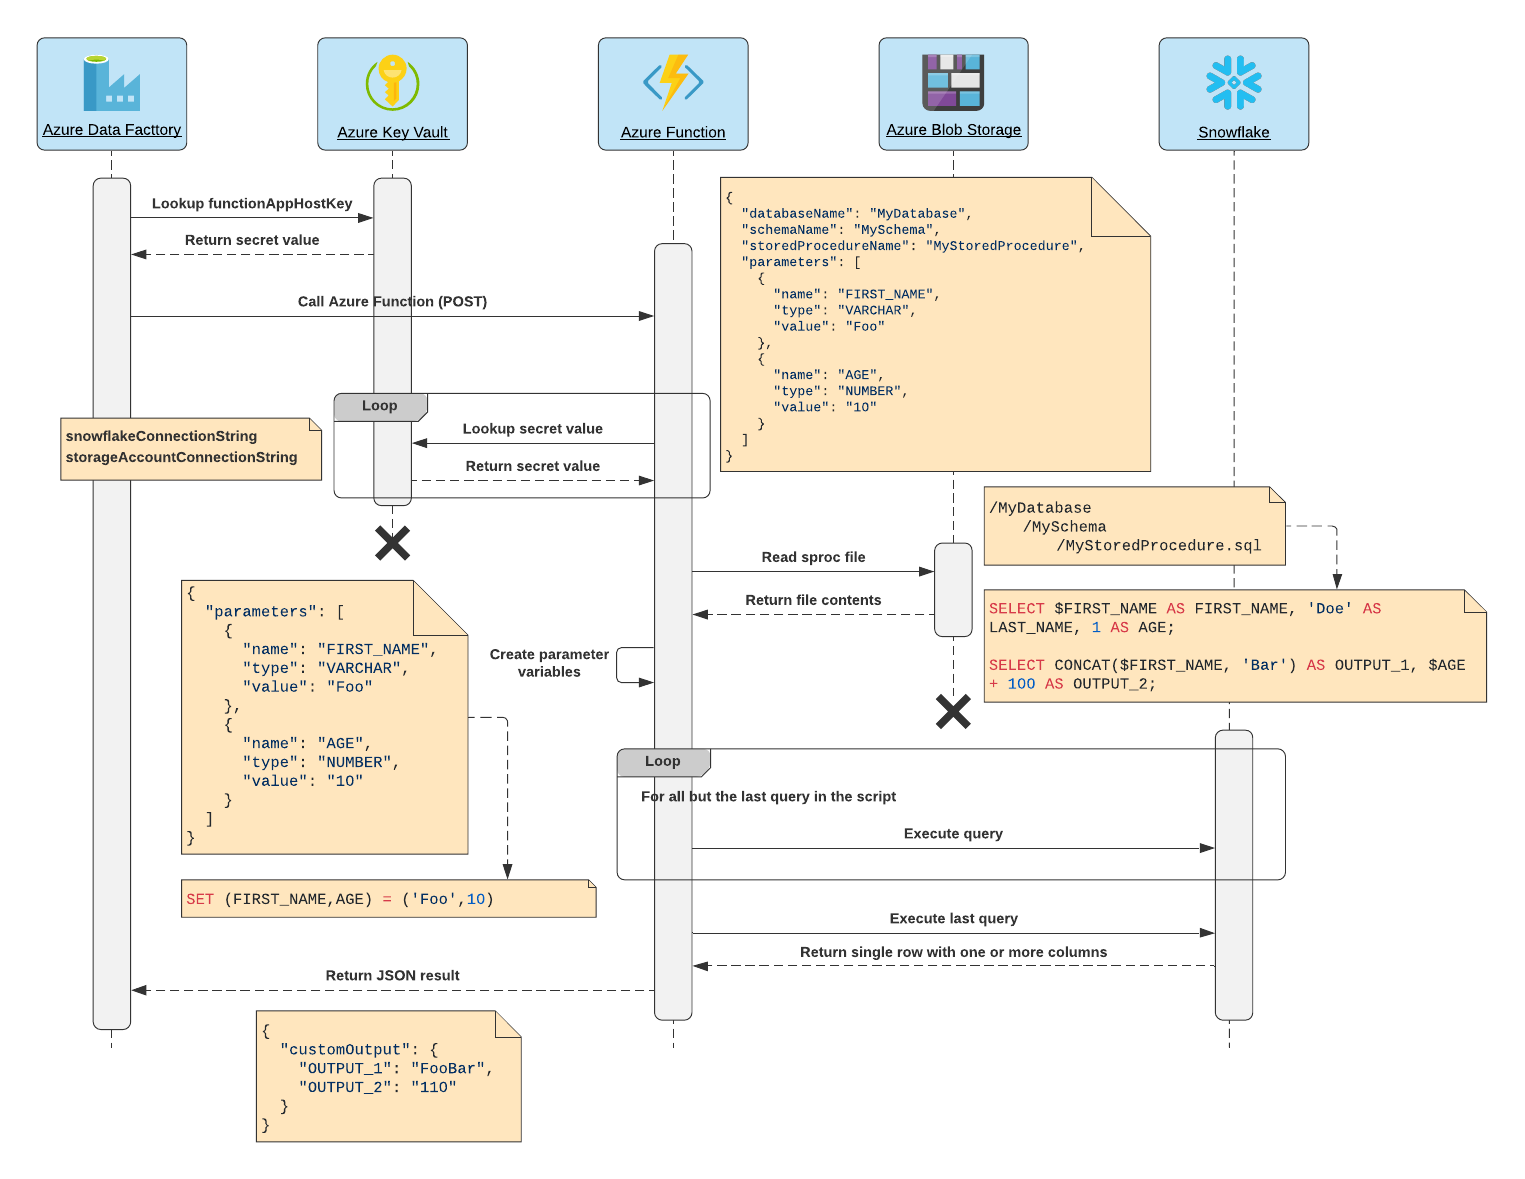 Azure Data Facttory
Azure Key Vault
Azure Function
Azure Blob Storage
Snowflake
Lookup functionAppHostKey
Return secret value
Call Azure Function (POST)
{
  "databaseName": "MyDatabase",
  "schemaName": "MySchema",
  "storedProcedureName": "MyStoredProcedure",
  "parameters": [
    {
      "name": "FIRST_NAME",
      "type": "VARCHAR",
      "value": "Foo"
    },
    {
      "name": "AGE",
      "type": "NUMBER",
      "value": "10"
    }
  ]
}
Loop
snowflakeConnectionString
storageAccountConnectionString
Lookup secret value
Return secret value
/MyDatabase
/MySchema
/MyStoredProcedure.sql
Read sproc file
Return file contents
SELECT $FIRST_NAME AS FIRST_NAME, 'Doe' AS
LAST_NAME, 1 AS AGE;
SELECT CONCAT($FIRST_NAME, 'Bar') AS OUTPUT_1, $AGE
+ 100 AS OUTPUT_2;
Create parameter
variables
{
  "parameters": [
    {
      "name": "FIRST_NAME",
      "type": "VARCHAR",
      "value": "Foo"
    },
    {
      "name": "AGE",
      "type": "NUMBER",
      "value": "10"
    }
  ]
}
SET (FIRST_NAME,AGE) = ('Foo',10)
Loop
For all but the last query in the script
Execute query
Execute last query
Return single row with one or more columns
Return JSON result
{
  "customOutput": {
    "OUTPUT_1": "FooBar",
    "OUTPUT_2": "110"
  }
}